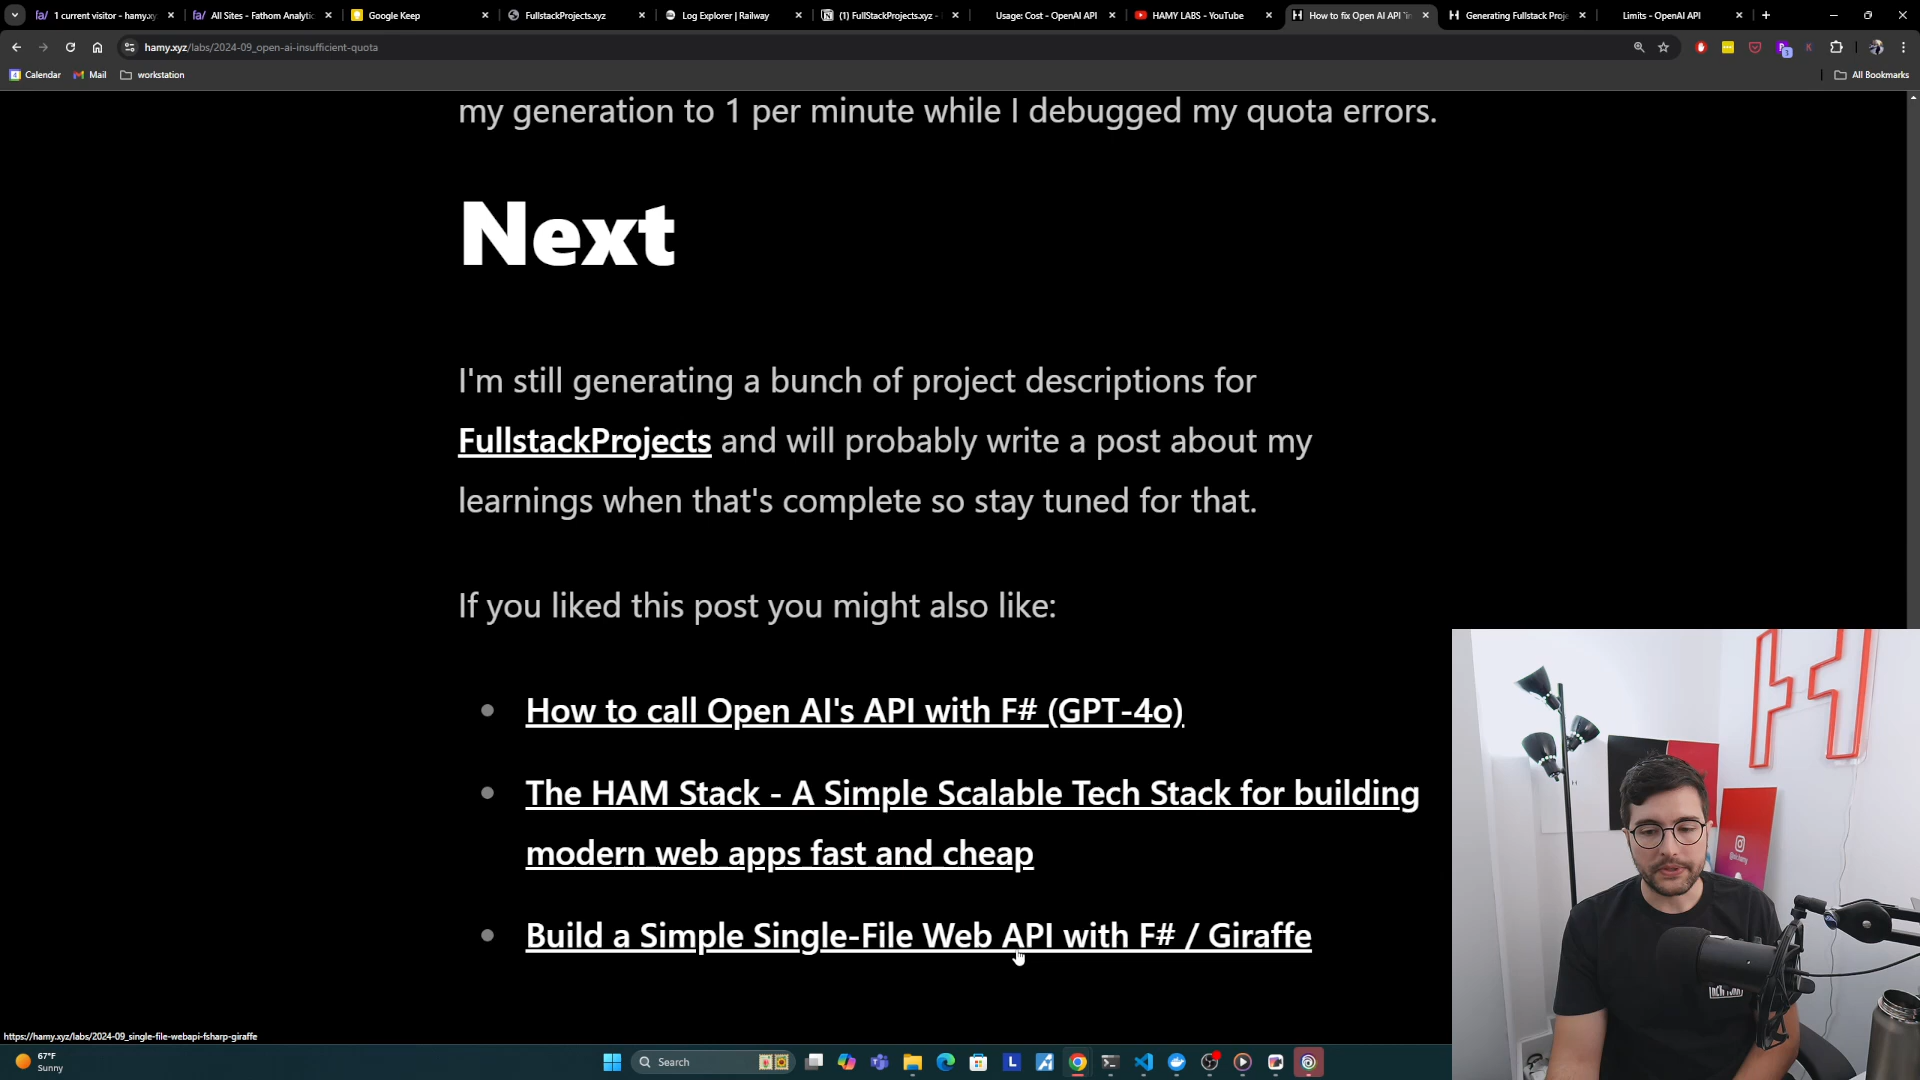 1 current visitor - hamy.x
All Sites - Fathom Analytic
Google Keep
FullstackProjects.xyz
Log Explorer | Railway
(1) FullStackProjects.xyz -
Usage: Cost - OpenAI API
HAMY LABS - YouTube
How to fix Open AI API "in
Generating Fullstack Proje
Limits - OpenAI API
hamy.xyz/labs/2024-09_open-ai-insufficient-quota
Calendar
Mail
workstation
All Bookmarks
my generation to 1 per minute while I debugged my quota errors.
Next
I'm still generating a bunch of project descriptions for
FullstackProjects and will probably write a post about my
learnings when that's complete so stay tuned for that.
If you liked this post you might also like:
How to call Open AI's API with F# (GPT-4o)
The HAM Stack - A Simple Scalable Tech Stack for building
modern web apps fast and cheap
Build a Simple Single-File Web API with F# / Giraffe
https://hamy.xyz/labs/2024-09_single-file-webapi-fsharp-giraffe
67°F
Sunny
Search